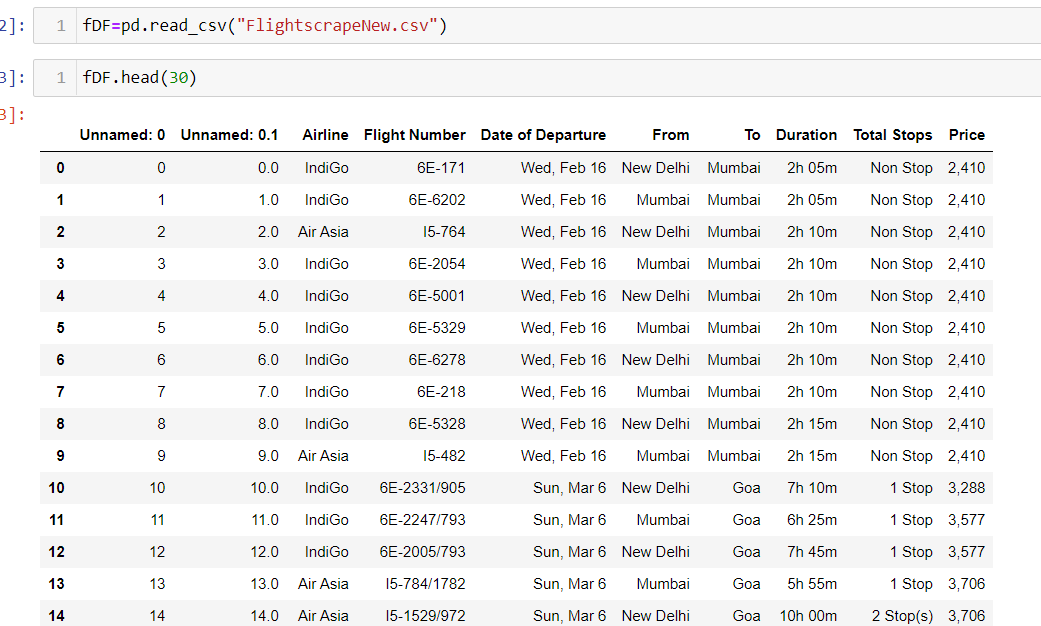 2]: 1 fDF=pd.read_csv("FlightscrapeNew.csv")
3]: 1 fDF.head(30)
3]:
Unnamed: 0 Unnamed: 0.1 Airline Flight Number Date of Departure From To Duration Total Stops Price
0 0 0.0 IndiGo 6E-171 Wed, Feb 16 New Delhi Mumbai 2h 05m Non Stop 2,410
1 1 1.0 IndiGo 6E-6202 Wed, Feb 16 Mumbai Mumbai 2h 05m Non Stop 2,410
2 2 2.0 Air Asia I5-764 Wed, Feb 16 New Delhi Mumbai 2h 10m Non Stop 2,410
3 3 3.0 IndiGo 6E-2054 Wed, Feb 16 Mumbai Mumbai 2h 10m Non Stop 2,410
4 4 4.0 IndiGo 6E-5001 Wed, Feb 16 New Delhi Mumbai 2h 10m Non Stop 2,410
5 5 5.0 IndiGo 6E-5329 Wed, Feb 16 Mumbai Mumbai 2h 10m Non Stop 2,410
6 6 6.0 IndiGo 6E-6278 Wed, Feb 16 New Delhi Mumbai 2h 10m Non Stop 2,410
7 7 7.0 IndiGo 6E-218 Wed, Feb 16 Mumbai Mumbai 2h 10m Non Stop 2,410
8 8 8.0 IndiGo 6E-5328 Wed, Feb 16 New Delhi Mumbai 2h 15m Non Stop 2,410
9 9 9.0 Air Asia I5-482 Wed, Feb 16 Mumbai Mumbai 2h 15m Non Stop 2,410
10 10 10.0 IndiGo 6E-2331/905 Sun, Mar 6 New Delhi Goa 7h 10m 1 Stop 3,288
11 11 11.0 IndiGo 6E-2247/793 Sun, Mar 6 Mumbai Goa 6h 25m 1 Stop 3,577
12 12 12.0 IndiGo 6E-2005/793 Sun, Mar 6 New Delhi Goa 7h 45m 1 Stop 3,577
13 13 13.0 Air Asia I5-784/1782 Sun, Mar 6 Mumbai Goa 5h 55m 1 Stop 3,706
14 14 14.0 Air Asia I5-1529/972 Sun, Mar 6 New Delhi Goa 10h 00m 2 Stop(s) 3,706